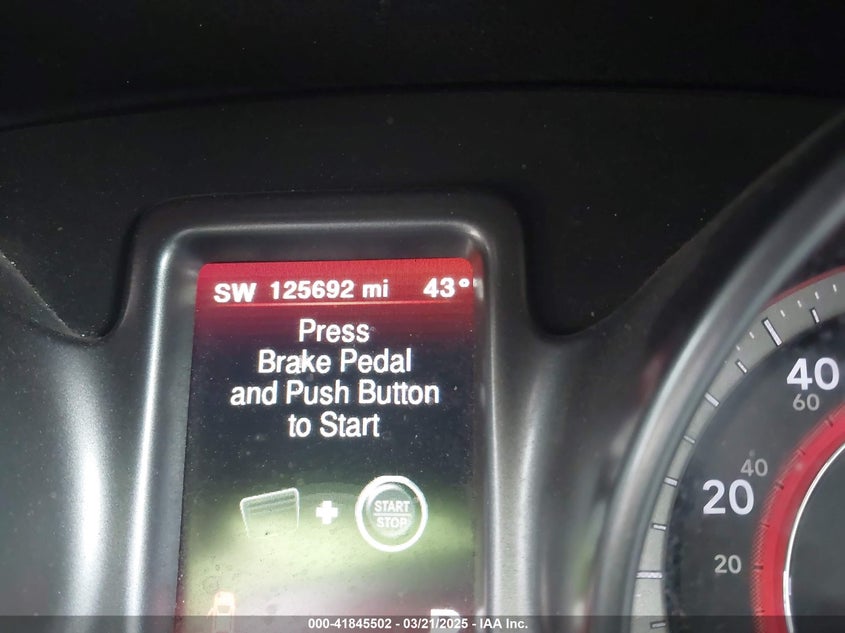 SW 125692 mi 43°
Press
Brake Pedal
and Push Button
to Start
START
STOP
40
60
40
20
20
000-41845502 - 03/21/2025 - IAA Inc.